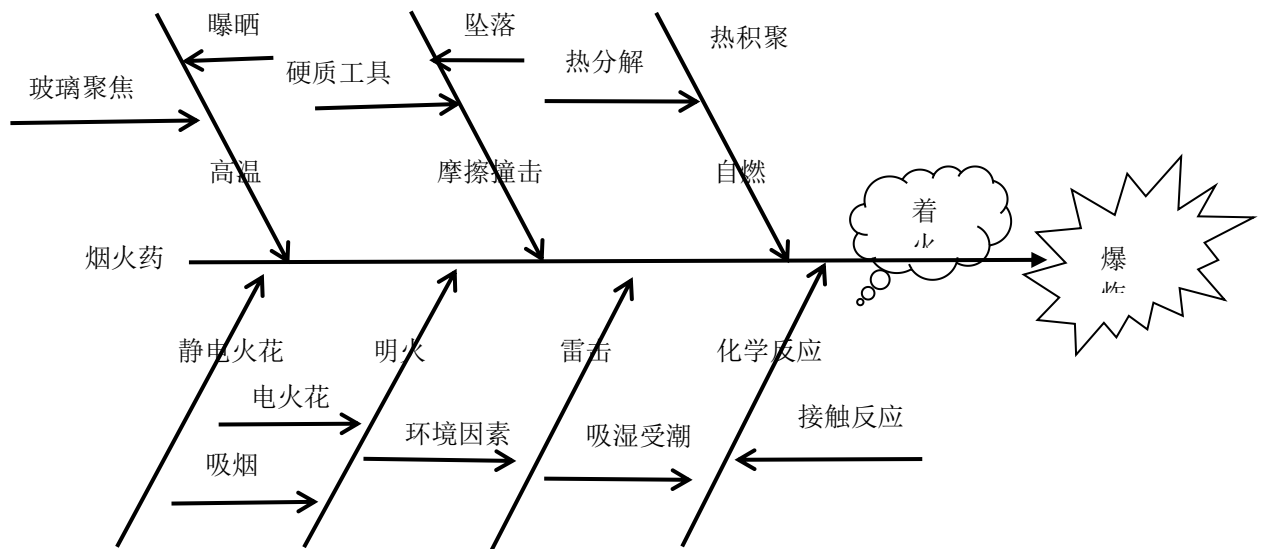 曝晒
坠落
热积聚
硬质工具
热分解
玻璃聚焦
高温
摩擦撞击
自燃
着
火
烟火药
爆
炸
静电火花
明火
雷击
化学反应
电火花
环境因素
吸湿受潮
接触反应
吸烟